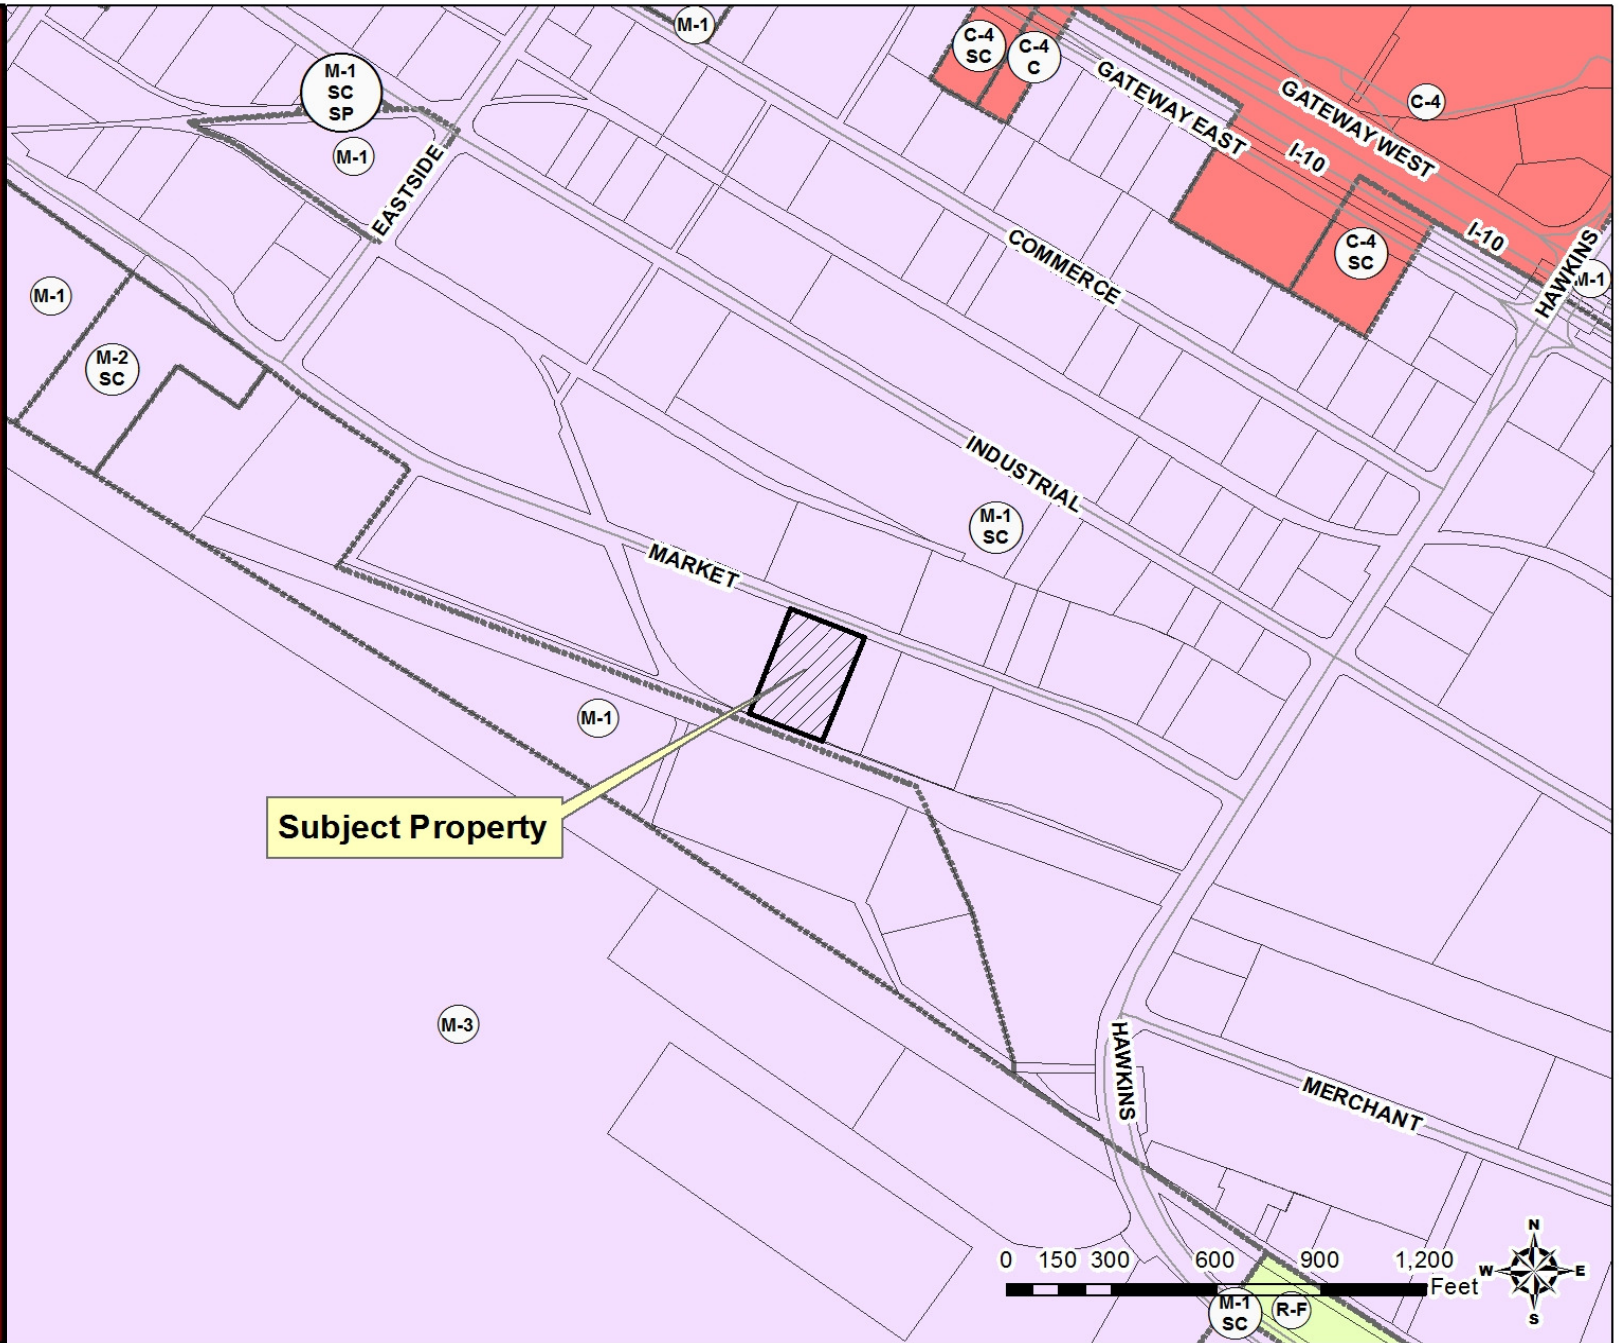 M-1
C-4
SC
C-4
C
GATEWAY EAST
GATEWAY WEST
C-4
M-1
SC
SP
M-1
EASTSIDE
I-10
I-10
HAWKINS
M-1
C-4
SC
COMMERCE
M-1
M-2
SC
INDUSTRIAL
M-1
SC
MARKET
M-1
Subject Property
M-3
HAWKINS
MERCHANT
N
W
E
S
0 150 300 600 900 1,200
Feet
M-1
SC
R-F